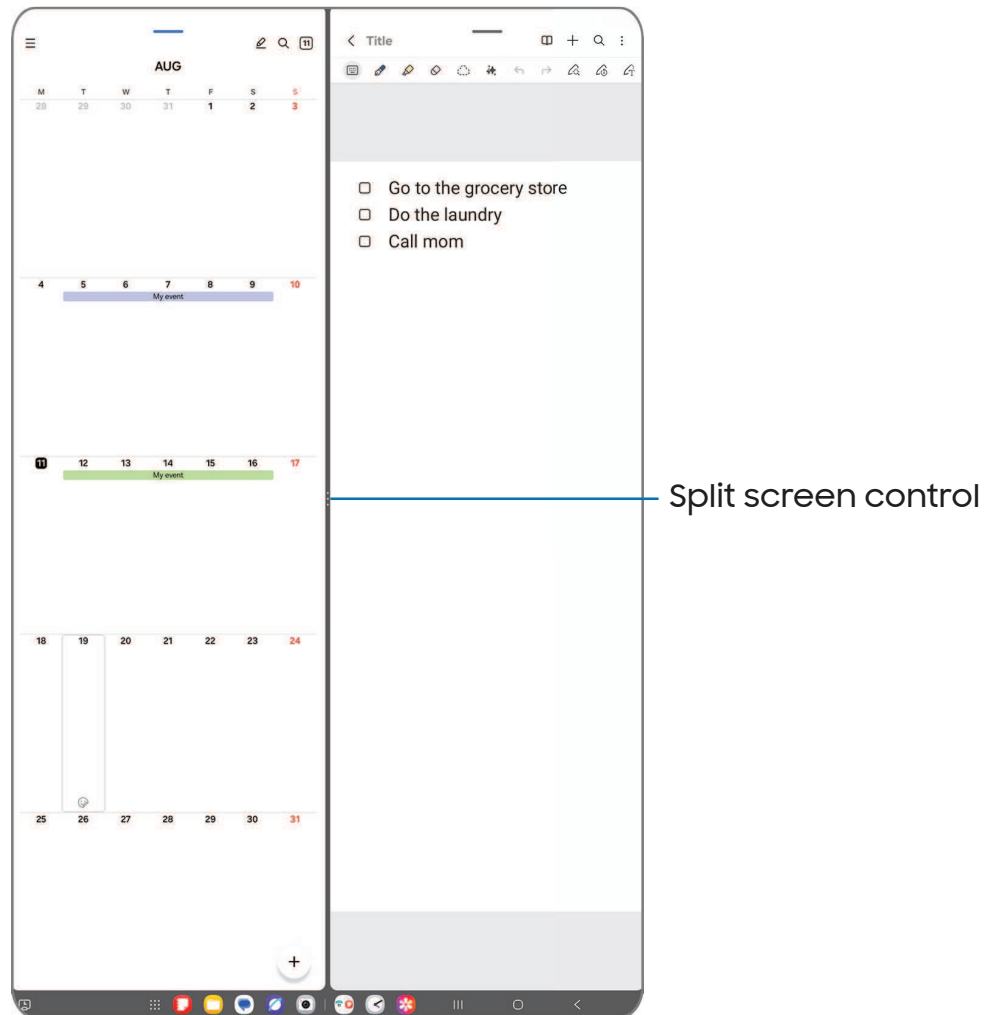 11
AUG
M T W T F S S
28 29 30 31 1 2 3
4 5 6 7 8 9 10
My event
11 12 13 14 15 16 17
My event
18 19 20 21 22 23 24
25 26 27 28 29 30 31
Title
Go to the grocery store
Do the laundry
Call mom
Split screen control